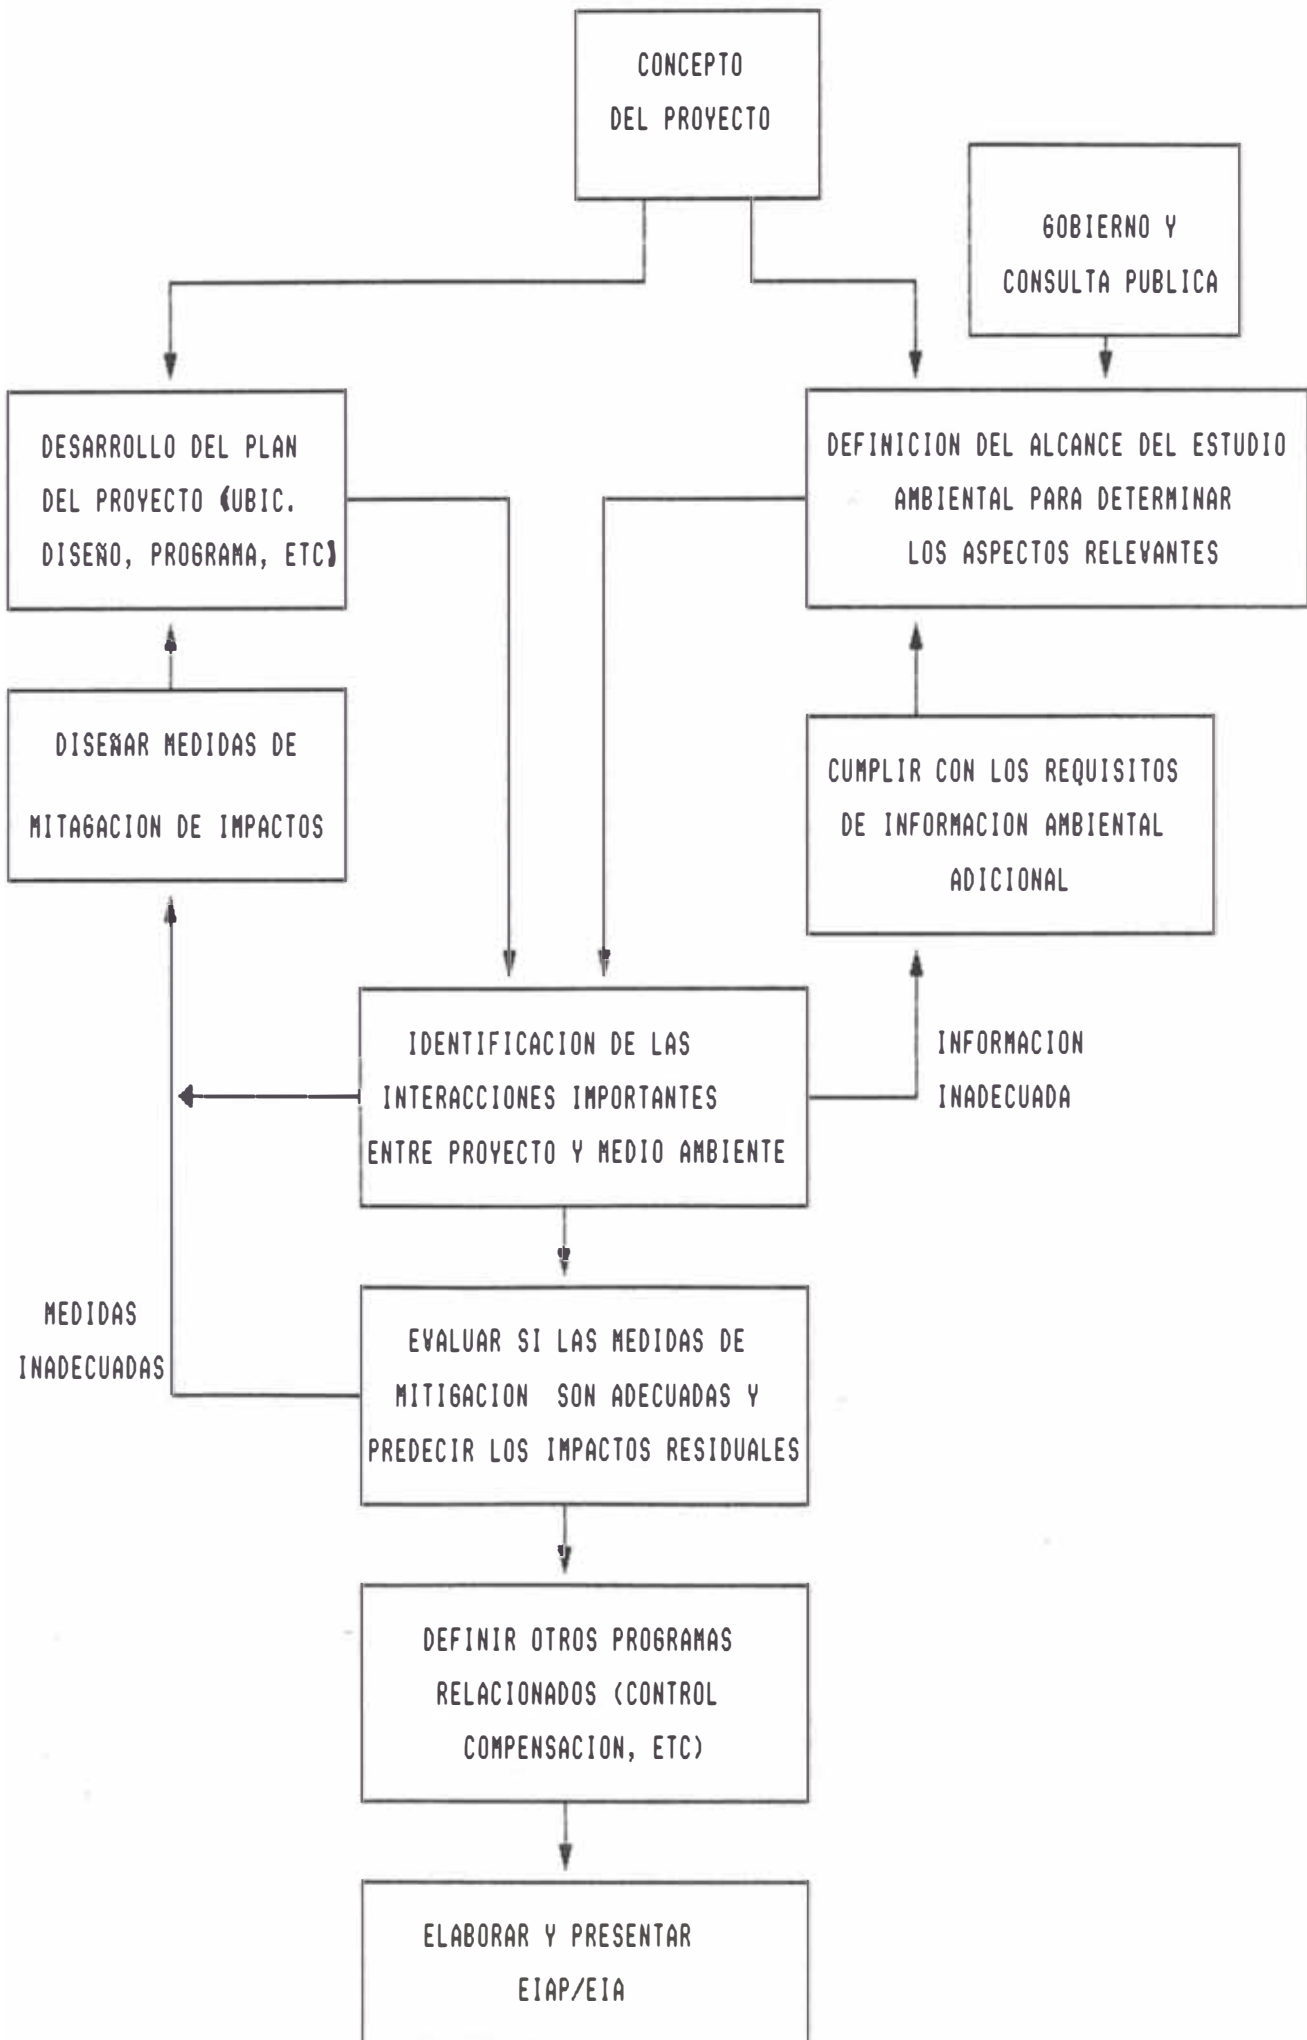 CONCEPTO
DEL PROYECTO
GOBIERNO Y
CONSULTA PUBLICA
DESARROLLO DEL PLAN
DEL PROYECTO (UBIC.
DISEÑO, PROGRAMA, ETC)
DEFINICION DEL ALCANCE DEL ESTUDIO
AMBIENTAL PARA DETERMINAR
LOS ASPECTOS RELEVANTES
DISEÑAR MEDIDAS DE
MITAGACION DE IMPACTOS
CUMPLIR CON LOS REQUISITOS
DE INFORMACION AMBIENTAL
ADICIONAL
IDENTIFICACION DE LAS
INTERACCIONES IMPORTANTES
ENTRE PROYECTO Y MEDIO AMBIENTE
INFORMACION
INADECUADA
MEDIDAS
INADECUADAS
EVALUAR SI LAS MEDIDAS DE
MITIGACION SON ADECUADAS Y
PREDECIR LOS IMPACTOS RESIDUALES
DEFINIR OTROS PROGRAMAS
RELACIONADOS (CONTROL
COMPENSACION, ETC)
ELABORAR Y PRESENTAR
EIAP/EIA